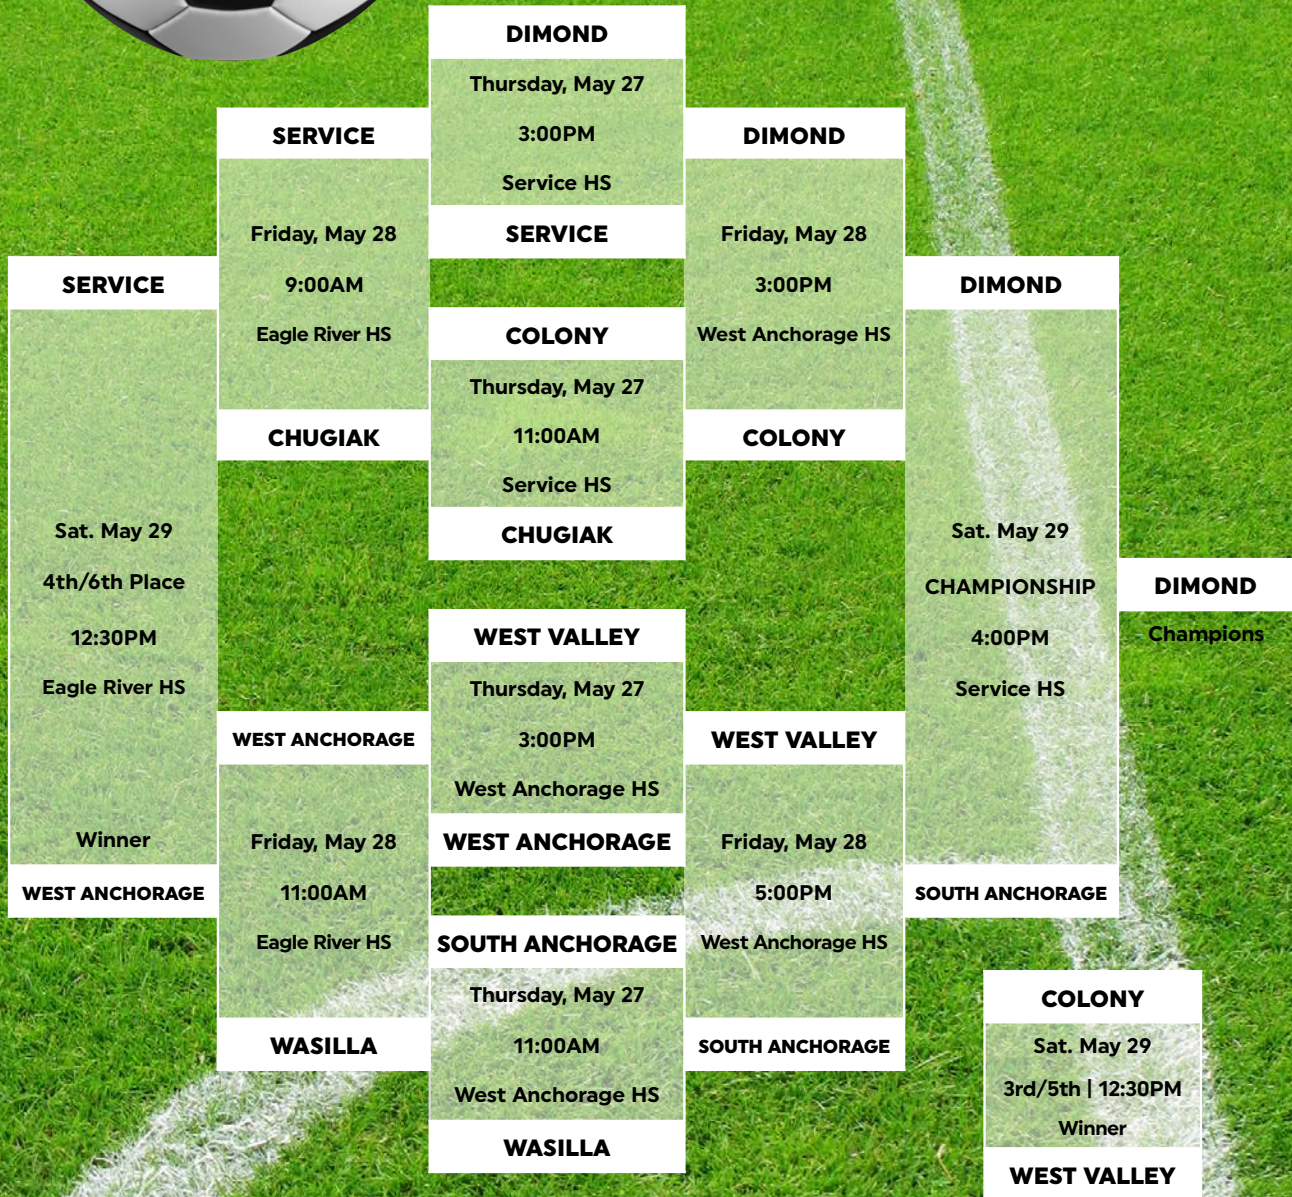 DIMOND
Thursday, May 27
3:00PM
Service HS
SERVICE
COLONY
Thursday, May 27
11:00AM
Service HS
CHUGIAK
WEST VALLEY
Thursday, May 27
3:00PM
West Anchorage HS
WEST ANCHORAGE
SOUTH ANCHORAGE
Thursday, May 27
11:00AM
West Anchorage HS
WASILLA
SERVICE
Friday, May 28
9:00AM
Eagle River HS
CHUGIAK
WEST ANCHORAGE
Friday, May 28
11:00AM
Eagle River HS
WASILLA
SERVICE
Sat. May 29
4th/6th Place
12:30PM
Eagle River HS
Winner
WEST ANCHORAGE
DIMOND
Friday, May 28
3:00PM
West Anchorage HS
COLONY
WEST VALLEY
Friday, May 28
5:00PM
West Anchorage HS
SOUTH ANCHORAGE
DIMOND
Sat. May 29
CHAMPIONSHIP
4:00PM
Service HS
SOUTH ANCHORAGE
DIMOND
Champions
COLONY
Sat. May 29
3rd/5th | 12:30PM
Winner
WEST VALLEY